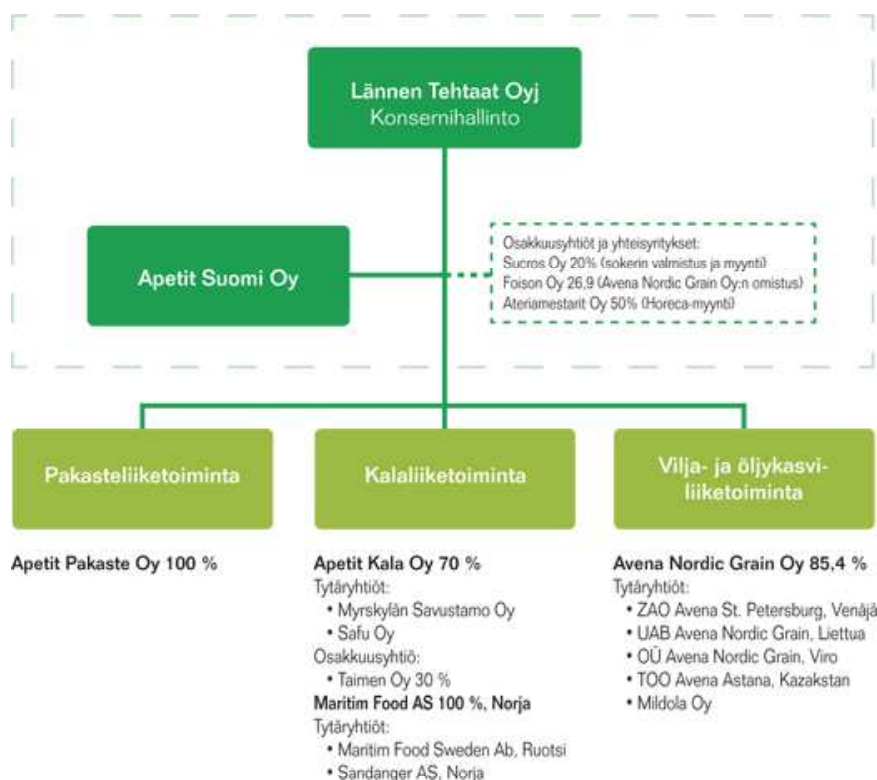 Lännen Tehtaat Oyj
Konsernihallinto
Apetit Suomi Oy
Osakkuusyhtiöt ja yhteisyritykset:
Sucros Oy 20% (sokerin valmistus ja myynti)
Foison Oy 26,9 (Avena Nordic Grain Oy:n omistus)
Ateriamestarit Oy 50% (Horeca-myynti)
Pakasteliiketoiminta
Apetit Pakaste Oy 100 %
Kalaliiketoiminta
Apetit Kala Oy 70 %
Tytäryhtiöt:
• Myrskylän Savustamo Oy
• Safu Oy
Osakkuusyhtiö:
• Taimen Oy 30 %
Maritim Food AS 100 %, Norja
Tytäryhtiöt:
• Maritim Food Sweden Ab, Ruotsi
• Sandanger AS, Norja
Vilja- ja öljykasvi-
liiketoiminta
Avena Nordic Grain Oy 85,4 %
Tytäryhtiöt:
• ZAO Avena St. Petersburg, Venäjä
• UAB Avena Nordic Grain, Liettua
• OÜ Avena Nordic Grain, Viro
• TOO Avena Astana, Kazakstan
• Mildola Oy